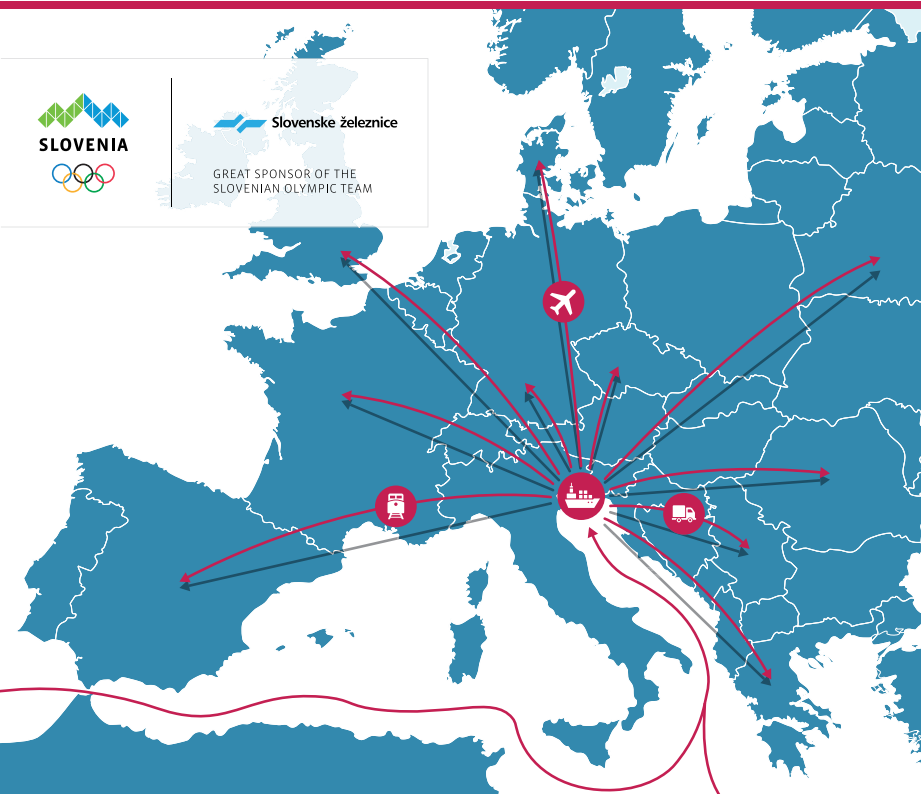 SLOVENIA
Slovenske železnice
GREAT SPONSOR OF THE
SLOVENIAN OLYMPIC TEAM